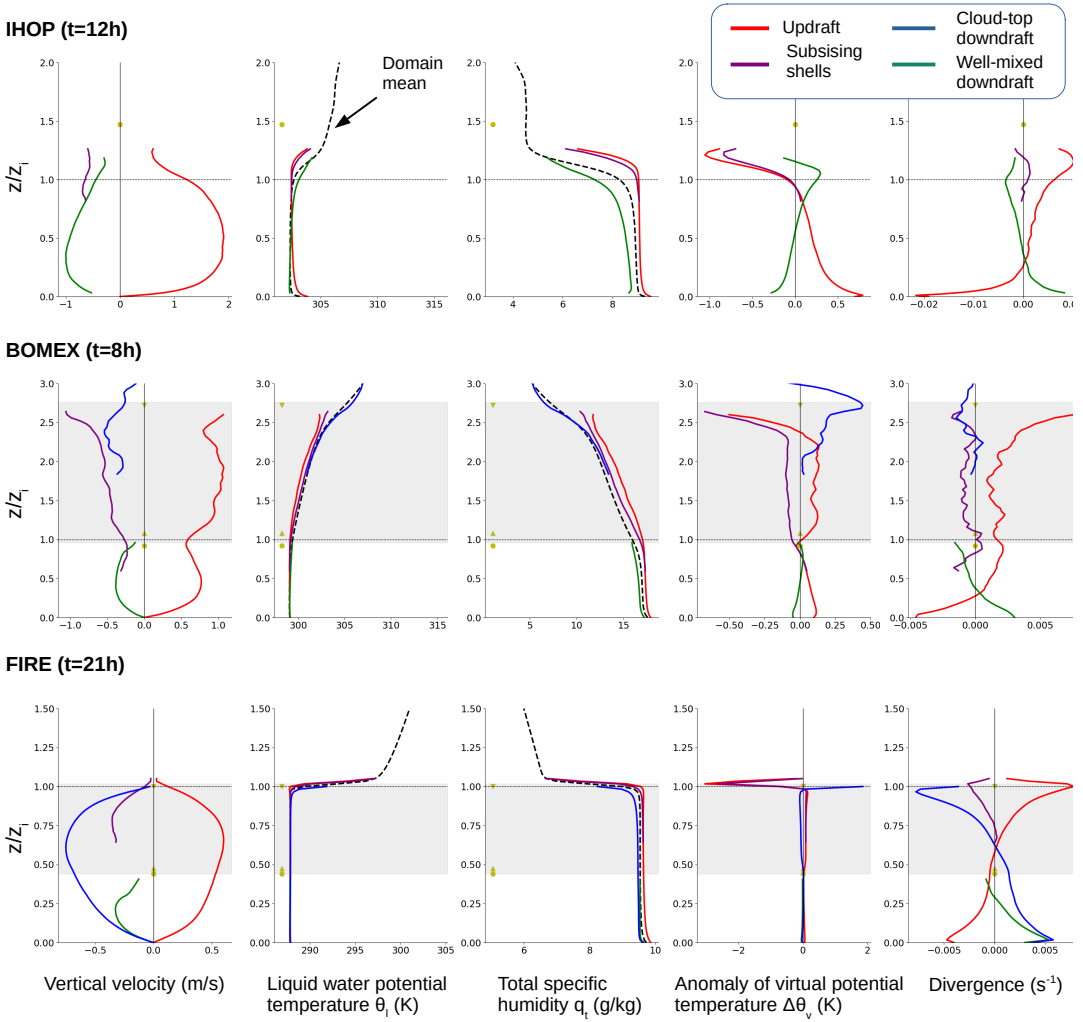 IHOP (t=12h)
Updraft
Subsising
shells
Cloud-top
downdraft
Well-mixed
downdraft
Domain
mean
z/z_i
2.0
1.5
1.0
0.5
0.0
−1 0 1 2
305 310 315
4 6 8
−1.0 −0.5 0.0 0.5
−0.02 −0.01 0.00 0.01
BOMEX (t=8h)
z/z_i
3.0
2.5
2.0
1.5
1.0
0.5
0.0
−1.0 −0.5 0.0 0.5 1.0
300 305 310 315
5 10 15
−0.50 −0.25 0.00 0.25 0.50
−0.005 0.000 0.005
FIRE (t=21h)
z/z_i
1.50
1.25
1.00
0.75
0.50
0.25
0.00
−0.5 0.0 0.5
290 295 300 305
6 8 10
−2 0 2
−0.005 0.000 0.005
Vertical velocity (m/s)
Liquid water potential
temperature θ_l (K)
Total specific
humidity q_t (g/kg)
Anomaly of virtual potential
temperature Δθ_v (K)
Divergence (s⁻¹)